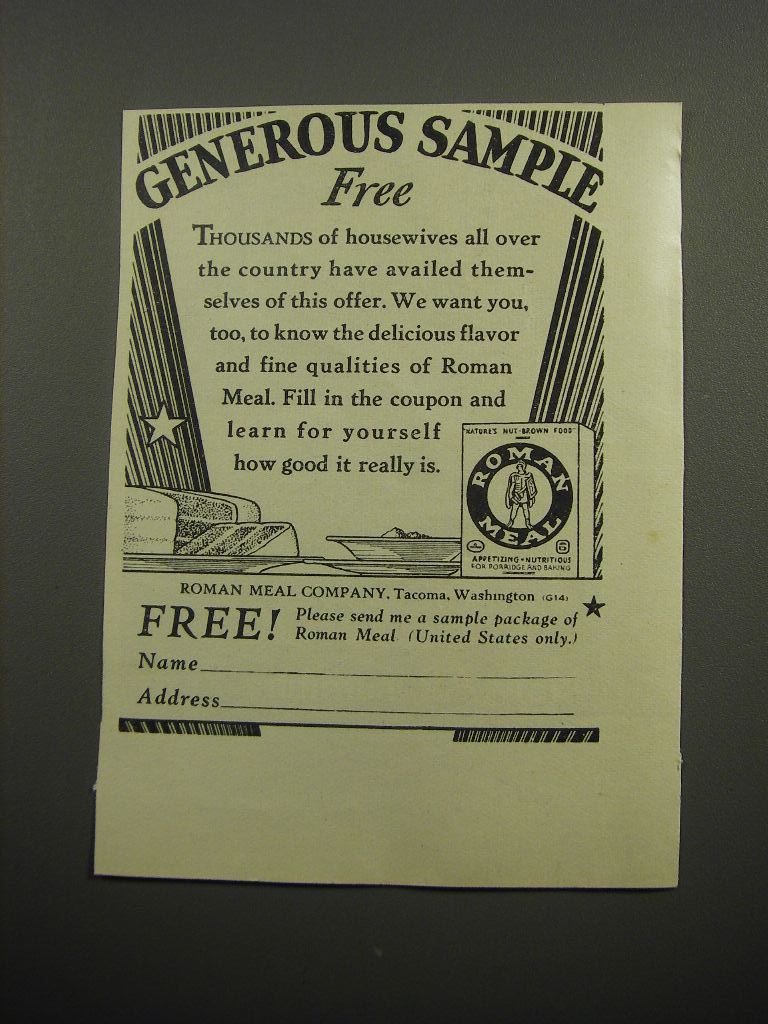 GENEROUS SAMPLE
Free
THOUSANDS of housewives all over
the country have availed them-
selves of this offer. We want you,
too, to know the delicious flavor
and fine qualities of Roman
Meal. Fill in the coupon and
learn for yourself
how good it really is.
NATURE'S NUT-BROWN FOOD
ROMAN
MEAL
APPETIZING-NUTRITIOUS
FOR PORRIDGE AND BAKING
ROMAN MEAL COMPANY, Tacoma, Washington (G14)
FREE! Please send me a sample package of
Roman Meal (United States only.)
Name
Address